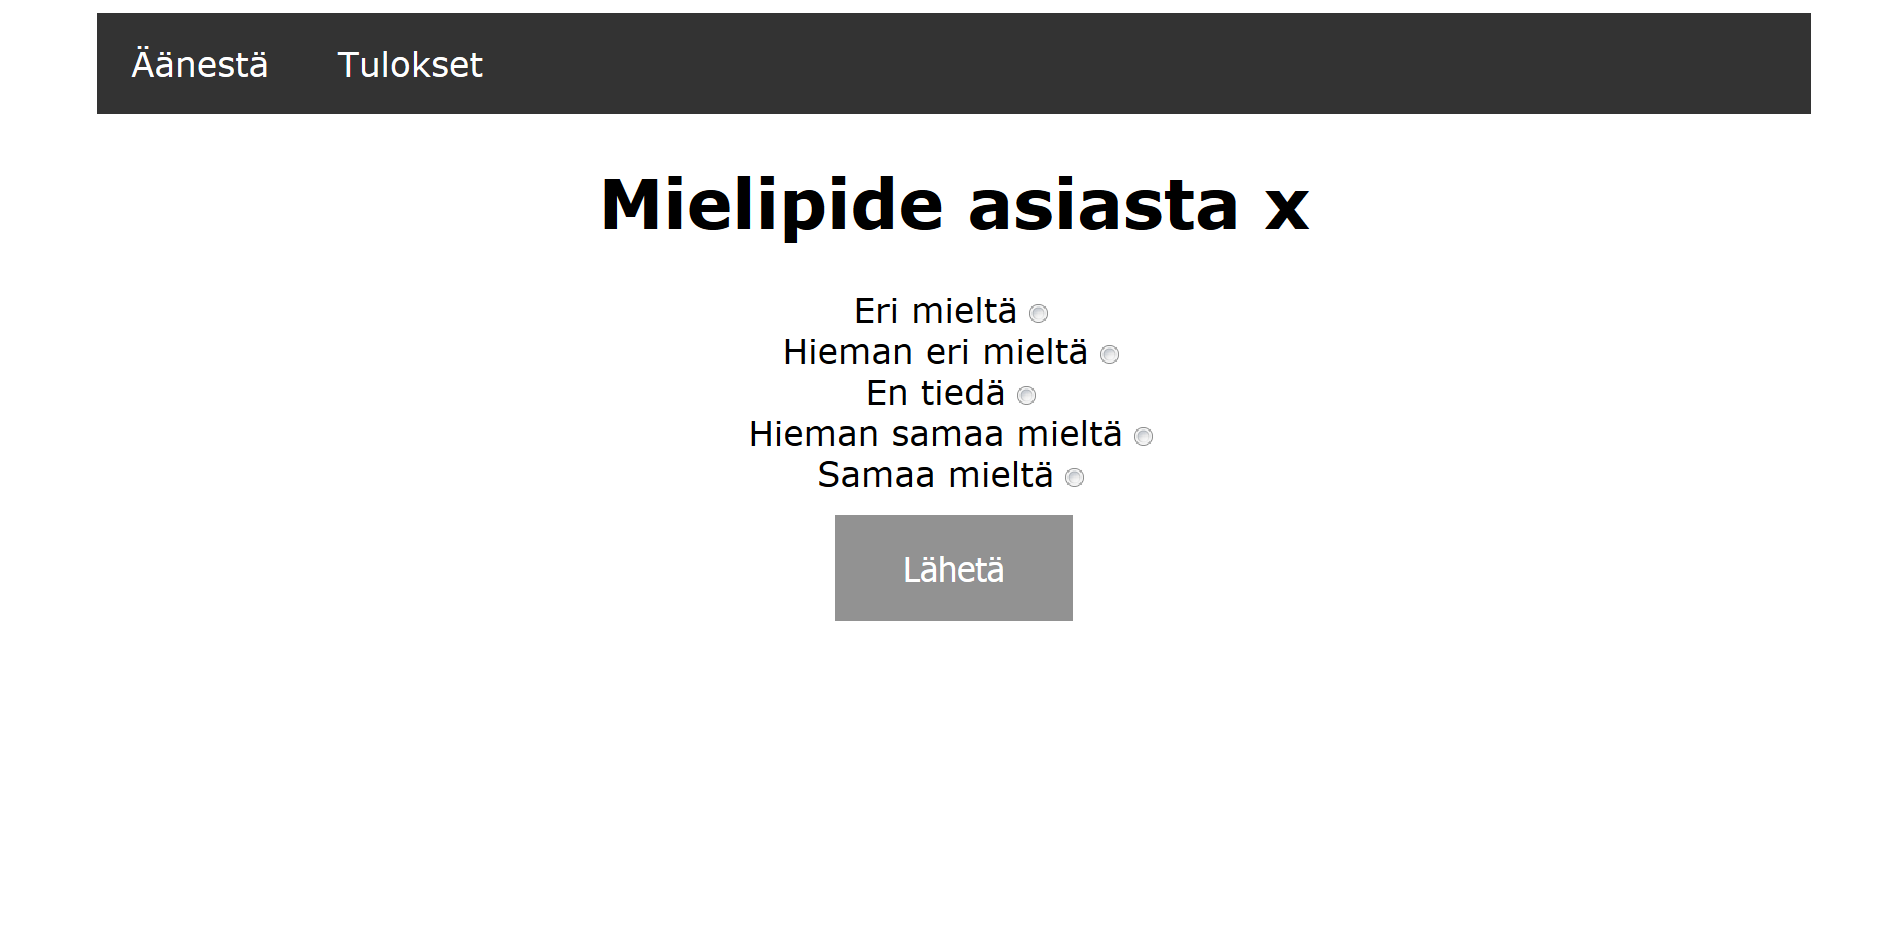 Äänestä Tulokset
Mielipide asiasta x
Eri mieltä
Hieman eri mieltä
En tiedä
Hieman samaa mieltä
Samaa mieltä
Lähetä